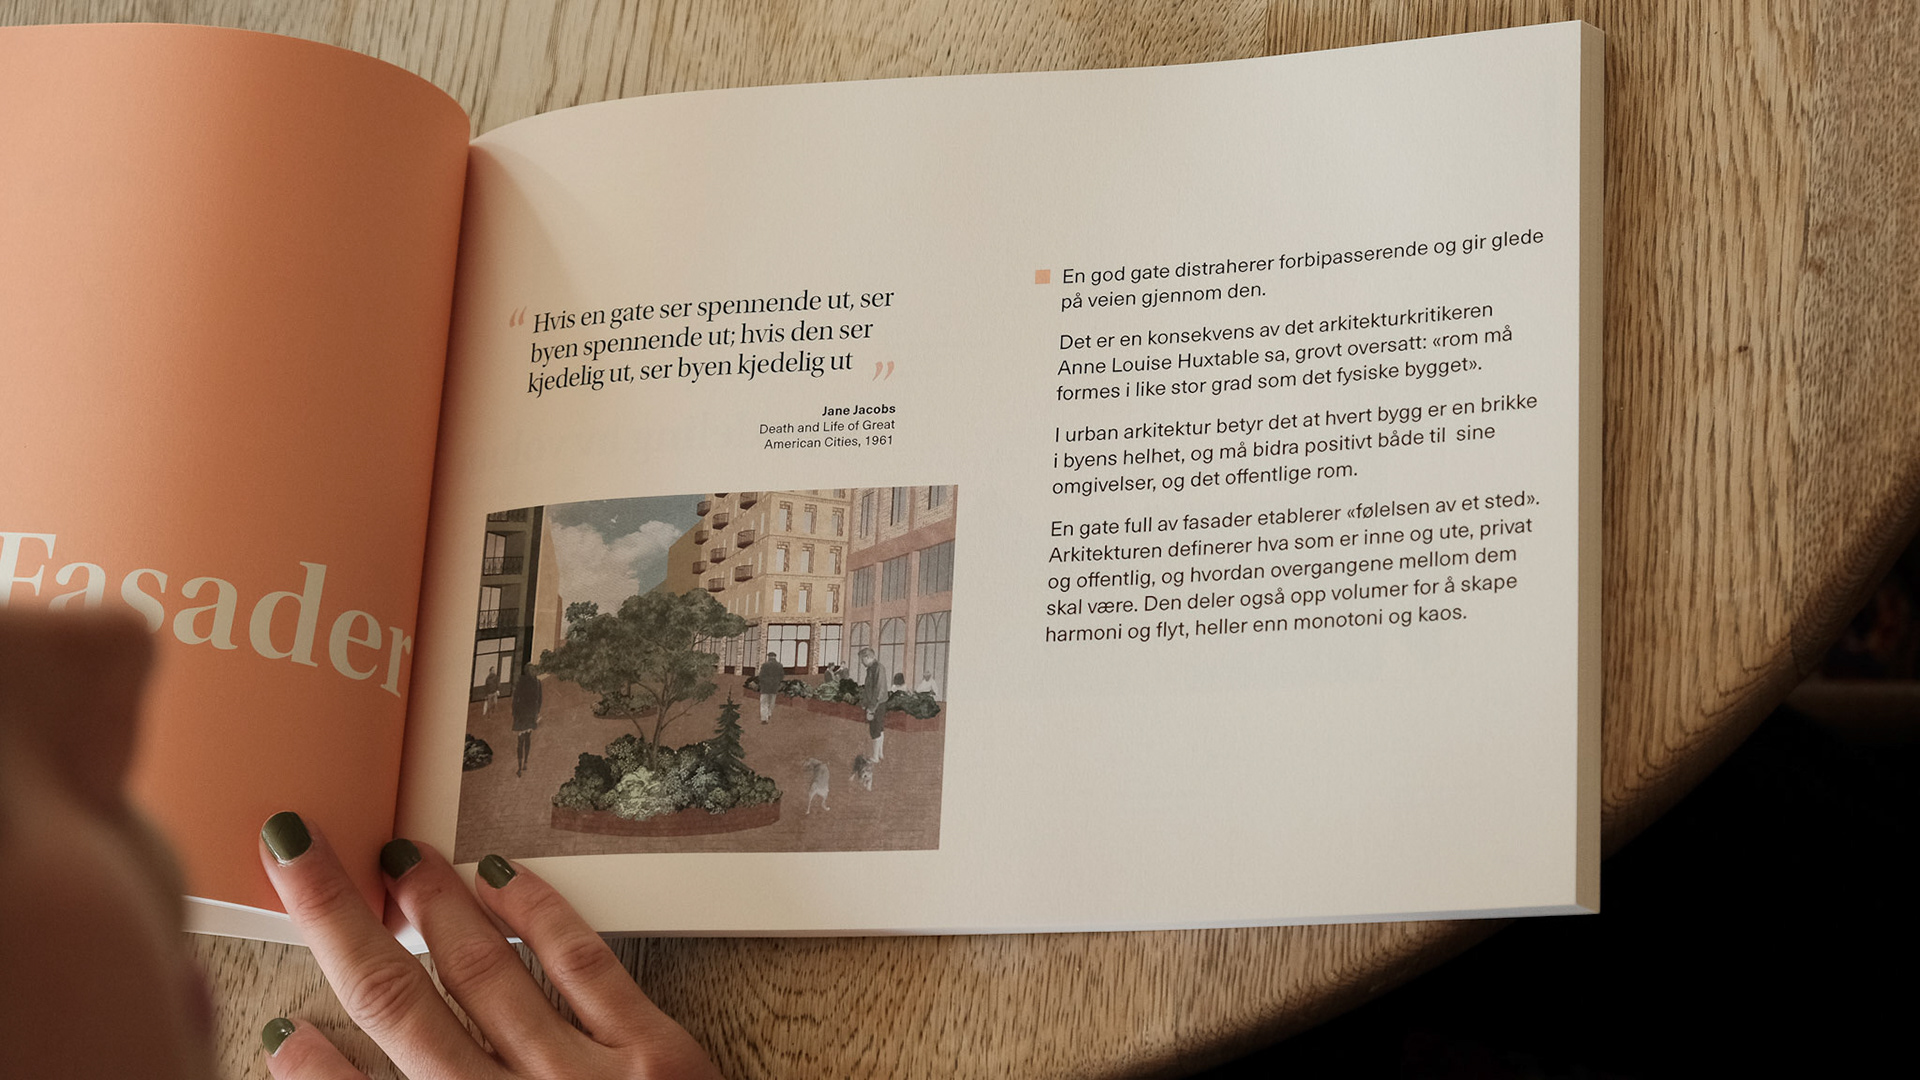 Fasader
“ Hvis en gate ser spennende ut, ser
byen spennende ut; hvis den ser
kjedelig ut, ser byen kjedelig ut ”
Jane Jacobs
Death and Life of Great
American Cities, 1961
En god gate distraherer forbipasserende og gir glede
på veien gjennom den.
Det er en konsekvens av det arkitekturkritikeren
Anne Louise Huxtable sa, grovt oversatt: «rom må
formes i like stor grad som det fysiske bygget».
I urban arkitektur betyr det at hvert bygg er en brikke
i byens helhet, og må bidra positivt både til sine
omgivelser, og det offentlige rom.
En gate full av fasader etablerer «følelsen av et sted».
Arkitekturen definerer hva som er inne og ute, privat
og offentlig, og hvordan overgangene mellom dem
skal være. Den deler også opp volumer for å skape
harmoni og flyt, heller enn monotoni og kaos.